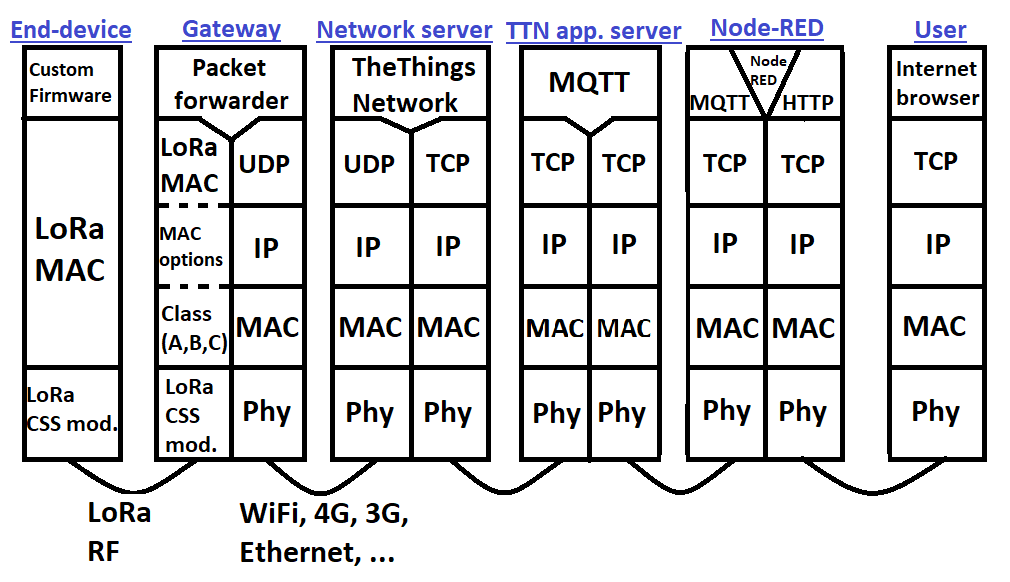 End-device Gateway Network server TTN app. server Node-RED User
Custom
Firmware
LoRa
MAC
LoRa
CSS mod.
Packet
forwarder
LoRa
MAC
UDP
MAC
options
IP
Class
(A,B,C)
MAC
LoRa
CSS
mod.
Phy
TheThings
Network
UDP TCP
IP IP
MAC MAC
Phy Phy
MQTT
TCP TCP
IP IP
MAC MAC
Phy Phy
Node
RED
MQTT HTTP
TCP TCP
IP IP
MAC MAC
Phy Phy
Internet
browser
TCP
IP
MAC
Phy
LoRa
RF
WiFi, 4G, 3G,
Ethernet, ...